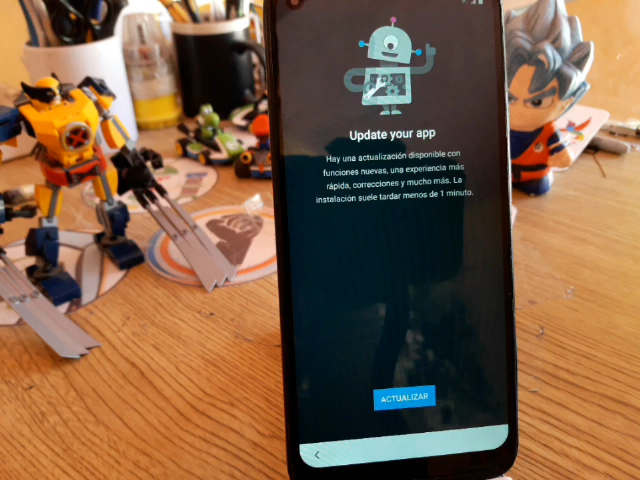 Update your app
Hay una actualización disponible con
funciones nuevas, una experiencia más
rápida, correcciones y mucho más. La
instalación suele tardar menos de 1 minuto.
ACTUALIZAR